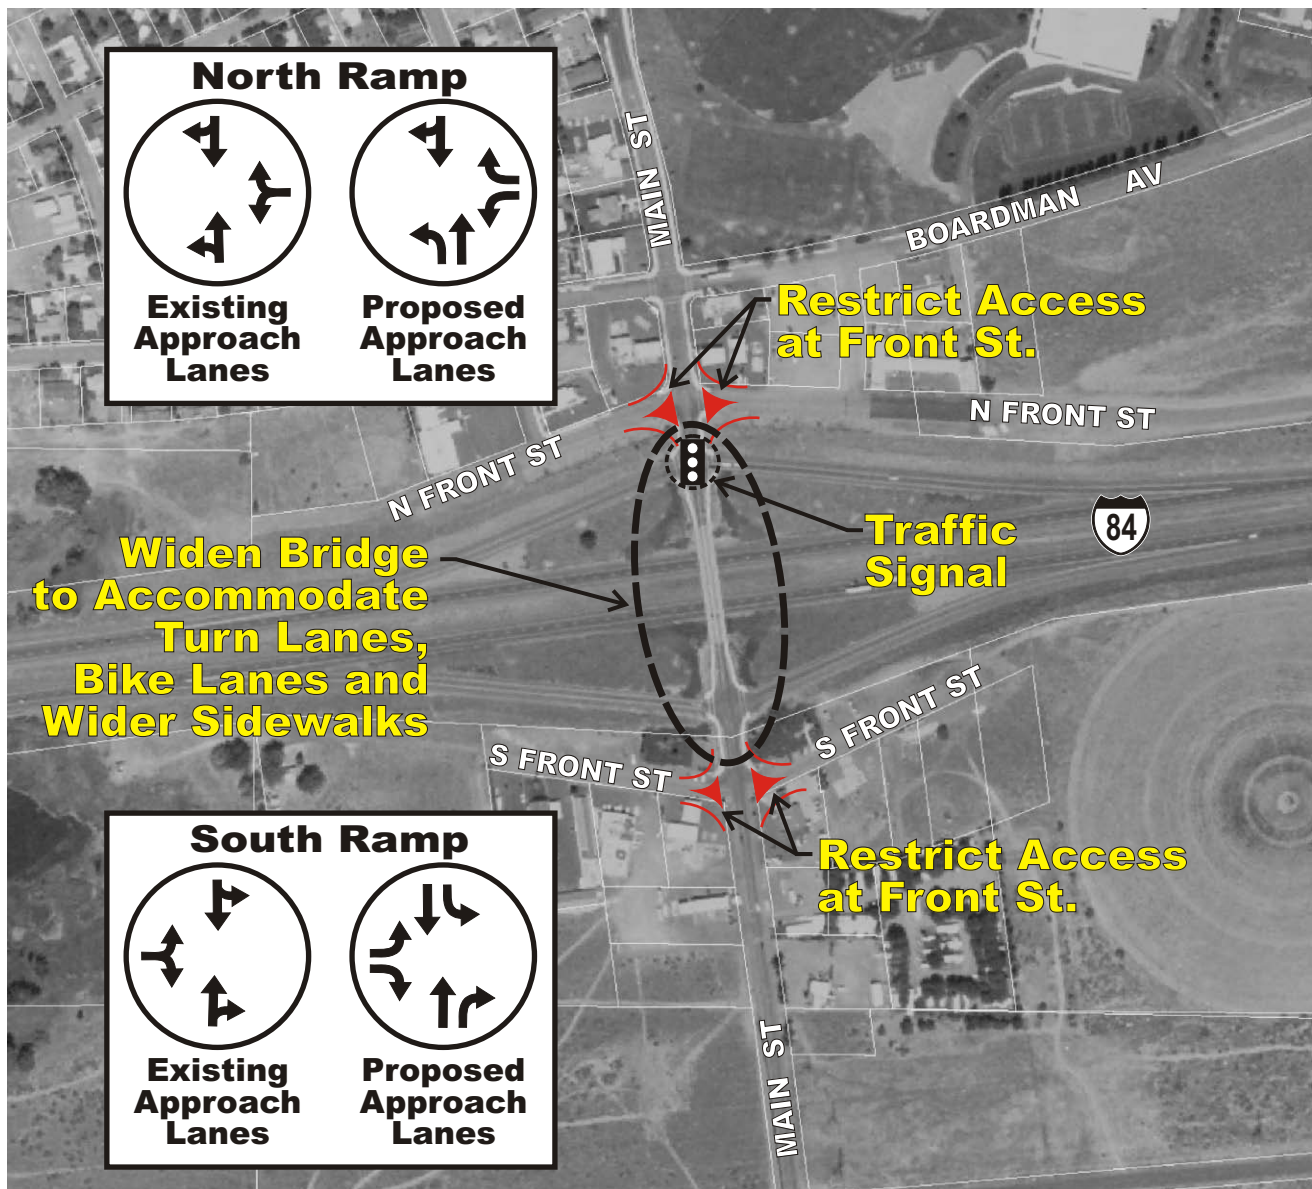 North Ramp
Existing
Approach
Lanes
Proposed
Approach
Lanes
MAIN ST
BOARDMAN AV
Restrict Access
at Front St.
N FRONT ST
N FRONT ST
Traffic
Signal
84
Widen Bridge
to Accommodate
Turn Lanes,
Bike Lanes and
Wider Sidewalks
S FRONT ST
S FRONT ST
Restrict Access
at Front St.
South Ramp
Existing
Approach
Lanes
Proposed
Approach
Lanes
MAIN ST